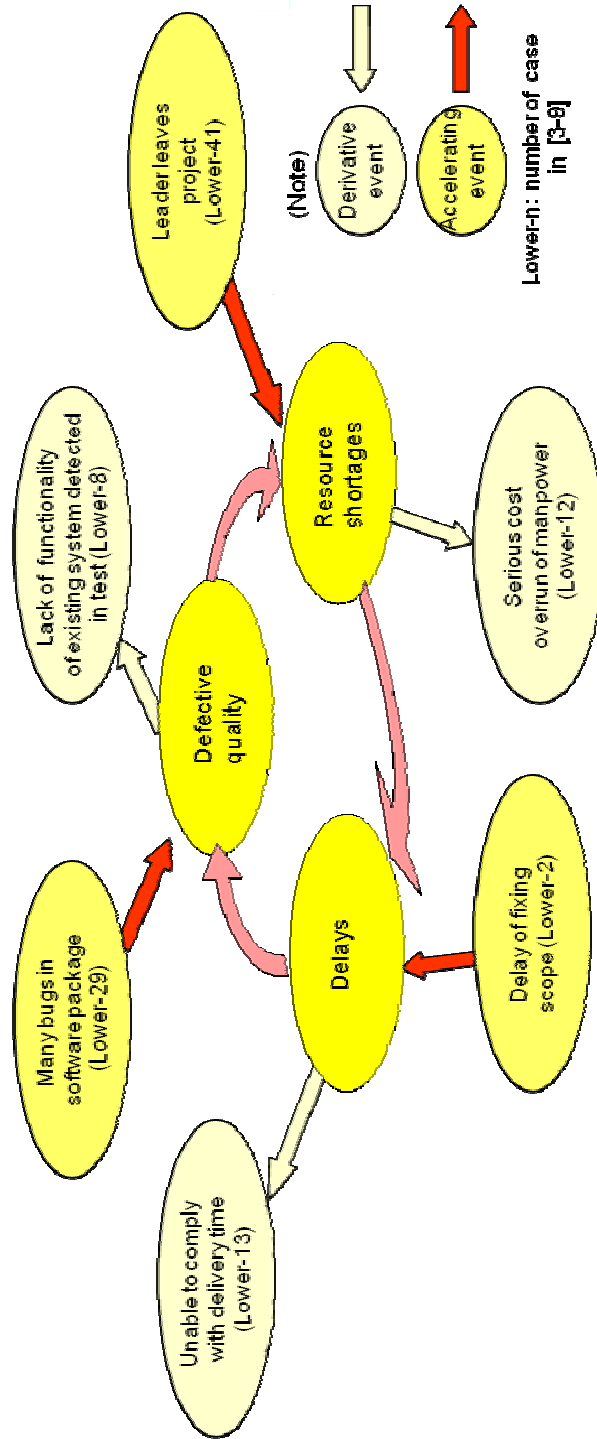 Many bugs in
software package
(Lower-29)
Lack of functionality
of existing system detected
in test (Lower-8)
Leader leaves
project
(Lower-41)
Unable to comply
with delivery time
(Lower-13)
Defective
quality
Delays
Resource
shortages
Delay of fixing
scope (Lower-2)
Serious cost
overrun of manpower
(Lower-12)
(Note)
Derivative
event
Accelerating
event
Lower-n: number of case
in [3-8]